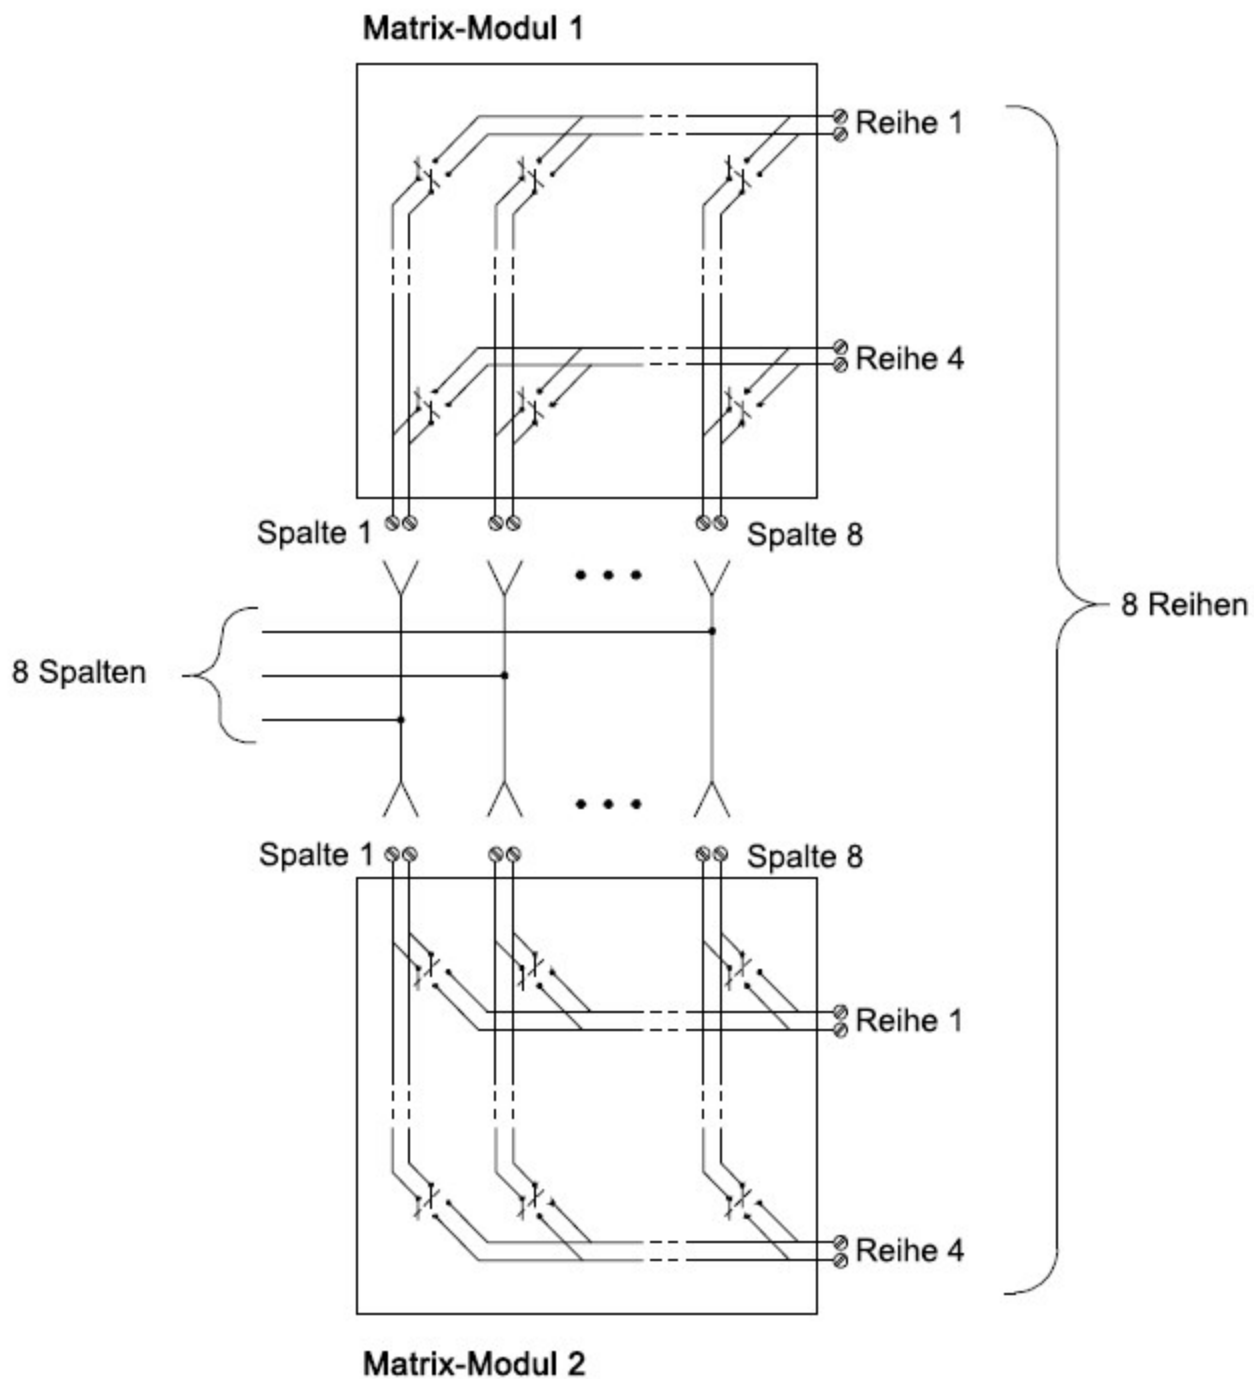 Matrix-Modul 1
Reihe 1
Reihe 4
Spalte 1
Spalte 8
8 Reihen
8 Spalten
Spalte 1
Spalte 8
Reihe 1
Reihe 4
Matrix-Modul 2